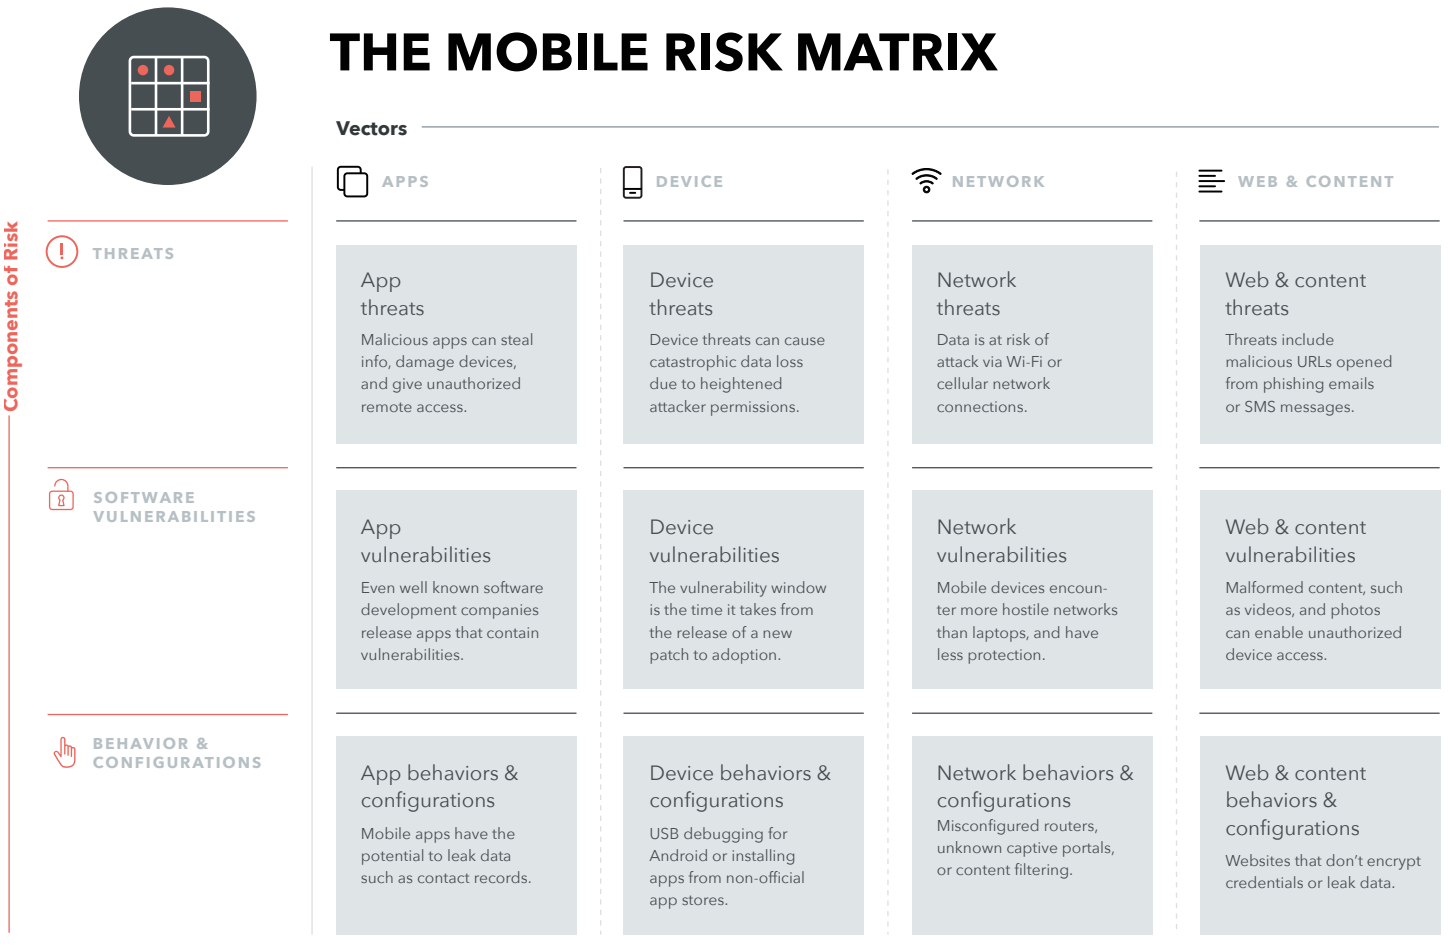 THE MOBILE RISK MATRIX
Vectors
APPS
DEVICE
NETWORK
WEB & CONTENT
Components of Risk
THREATS
App
threats
Malicious apps can steal
info, damage devices,
and give unauthorized
remote access.
Device
threats
Device threats can cause
catastrophic data loss
due to heightened
attacker permissions.
Network
threats
Data is at risk of
attack via Wi-Fi or
cellular network
connections.
Web & content
threats
Threats include
malicious URLs opened
from phishing emails
or SMS messages.
SOFTWARE
VULNERABILITIES
App
vulnerabilities
Even well known software
development companies
release apps that contain
vulnerabilities.
Device
vulnerabilities
The vulnerability window
is the time it takes from
the release of a new
patch to adoption.
Network
vulnerabilities
Mobile devices encoun-
ter more hostile networks
than laptops, and have
less protection.
Web & content
vulnerabilities
Malformed content, such
as videos, and photos
can enable unauthorized
device access.
BEHAVIOR &
CONFIGURATIONS
App behaviors &
configurations
Mobile apps have the
potential to leak data
such as contact records.
Device behaviors &
configurations
USB debugging for
Android or installing
apps from non-official
app stores.
Network behaviors &
configurations
Misconfigured routers,
unknown captive portals,
or content filtering.
Web & content
behaviors &
configurations
Websites that don’t encrypt
credentials or leak data.